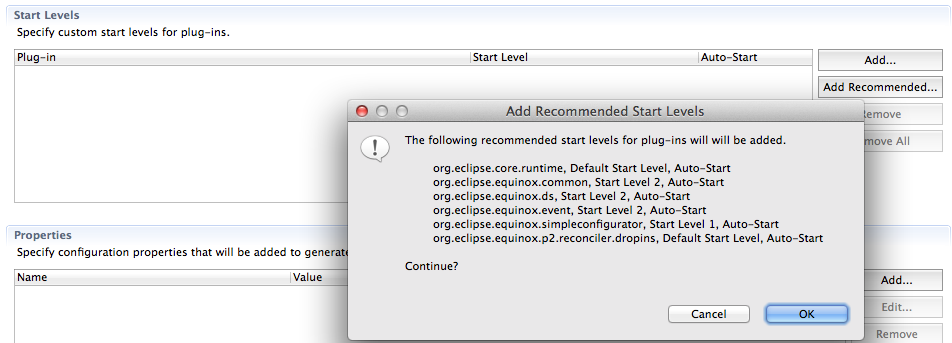 Start Levels
Specify custom start levels for plug-ins.
Plug-in Start Level Auto-Start
Add...
Add Recommended...
Remove
Remove All
Add Recommended Start Levels
The following recommended start levels for plug-ins will will be added.
org.eclipse.core.runtime, Default Start Level, Auto-Start
org.eclipse.equinox.common, Start Level 2, Auto-Start
org.eclipse.equinox.ds, Start Level 2, Auto-Start
org.eclipse.equinox.event, Start Level 2, Auto-Start
org.eclipse.equinox.simpleconfigurator, Start Level 1, Auto-Start
org.eclipse.equinox.p2.reconciler.dropins, Default Start Level, Auto-Start
Continue?
Cancel OK
Properties
Specify configuration properties that will be added to generate
Name Value
Add...
Edit...
Remove